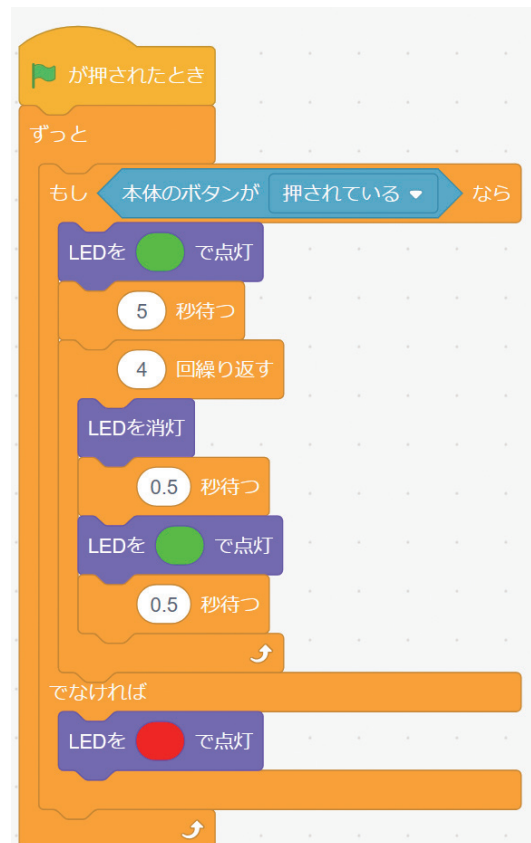 が押されたとき
ずっと
もし 本体のボタンが 押されている なら
LEDを で点灯
5 秒待つ
4 回繰り返す
LEDを消灯
0.5 秒待つ
LEDを で点灯
0.5 秒待つ
でなければ
LEDを で点灯